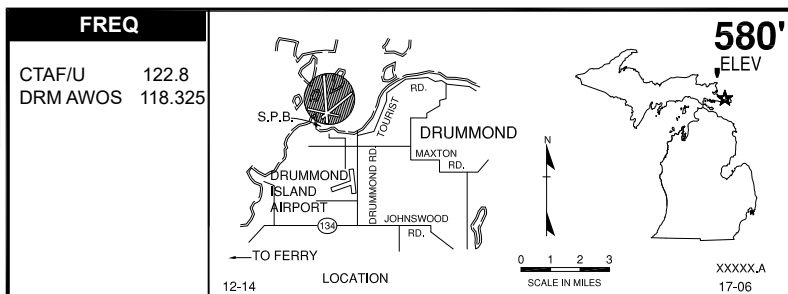 FREQ
CTAF/U 122.8
DRM AWOS 118.325
580'
ELEV
RD.
TOURIST
S.P.B.
DRUMMOND
MAXTON
RD.
DRUMMOND RD.
DRUMMOND
ISLAND
AIRPORT
N
134
JOHNSWOOD
RD.
TO FERRY
LOCATION
12-14
0 1 2 3
SCALE IN MILES
XXXXX.A
17-06